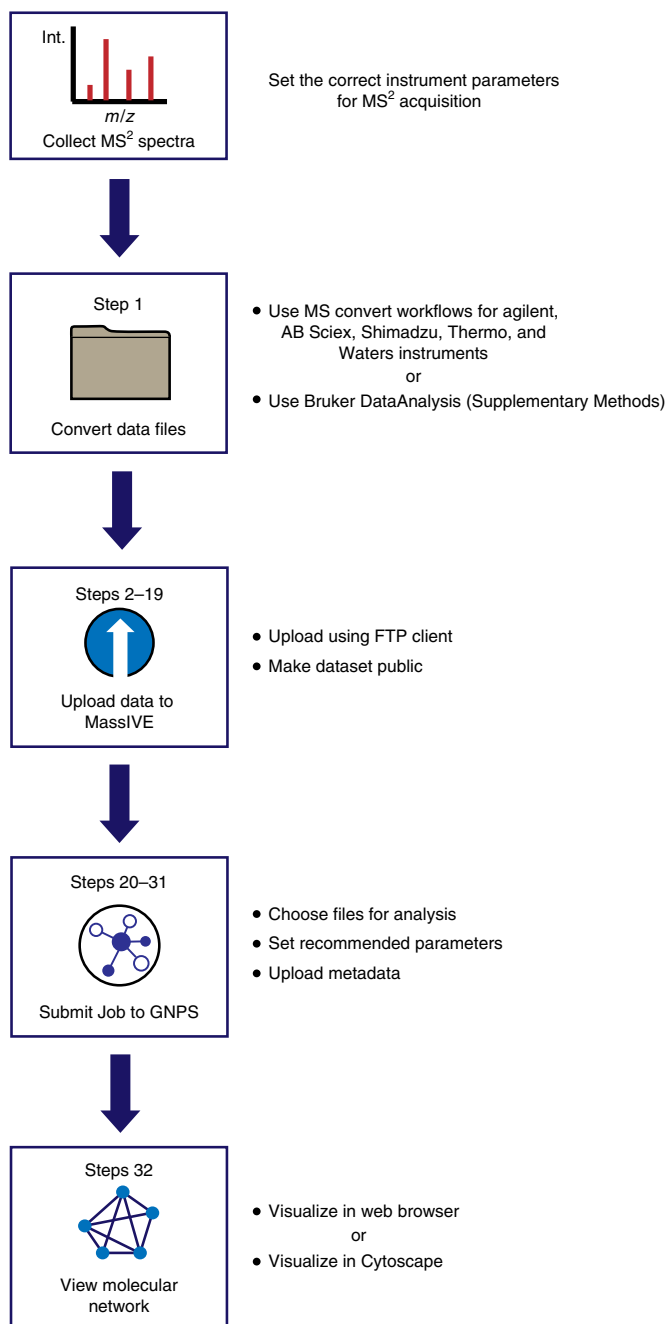 Int.
m/z
Collect MS² spectra
Set the correct instrument parameters
for MS² acquisition
Step 1
Convert data files
• Use MS convert workflows for agilent,
AB Sciex, Shimadzu, Thermo, and
Waters instruments
or
• Use Bruker DataAnalysis (Supplementary Methods)
Steps 2–19
Upload data to
MassIVE
• Upload using FTP client
• Make dataset public
Steps 20–31
Submit Job to GNPS
• Choose files for analysis
• Set recommended parameters
• Upload metadata
Steps 32
View molecular
network
• Visualize in web browser
or
• Visualize in Cytoscape